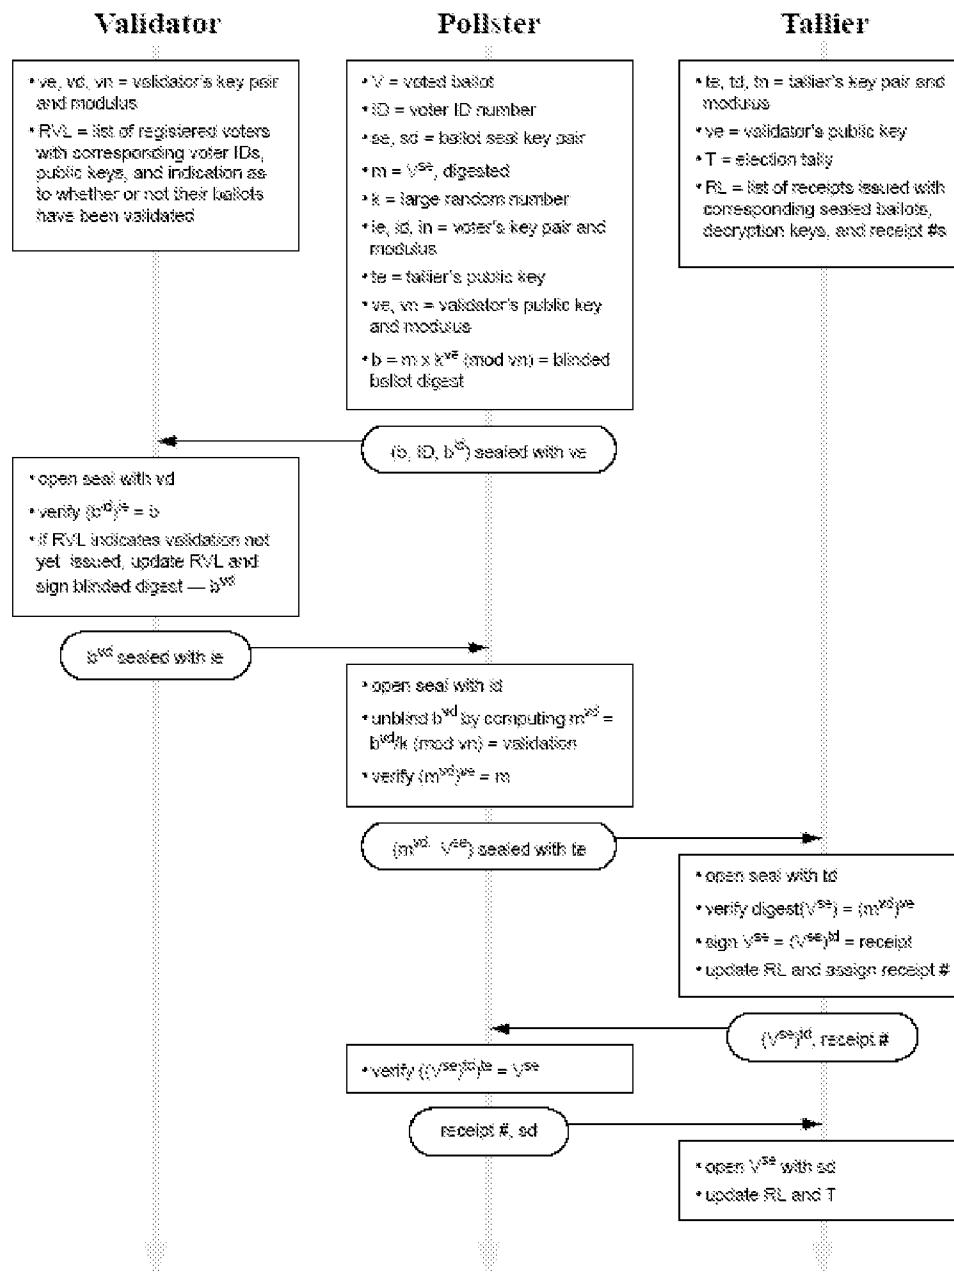 Validator
Pollster
Tallier
• ve, vd, vn = validator's key pair
and modulus
• RVL = list of registered voters
with corresponding voter IDs,
public keys, and indication as
to whether or not their ballots
have been validated
• V = voted ballot
• ID = voter ID number
• se, sd = ballot seal key pair
• m = V^se, digested
• k = large random number
• ie, id, in = voter's key pair and
modulus
• te = tallier's public key
• ve, vn = validator's public key
and modulus
• b = m x k^ve (mod vn) = blinded
ballot digest
• te, td, tn = tallier's key pair and
modulus
• ve = validator's public key
• T = election tally
• RL = list of receipts issued with
corresponding sealed ballots,
decryption keys, and receipt #s
(b, ID, b^id) sealed with ve
• open seal with vd
• verify (b^id)^ie = b
• if RVL indicates validation not
yet issued, update RVL and
sign blinded digest — b^vd
b^vd sealed with ie
• open seal with id
• unblind b^vd by computing m^vd =
b^vd/k (mod vn) = validation
• verify (m^vd)^ve = m
(m^vd, V^se) sealed with te
• open seal with td
• verify digest(V^se) = (m^vd)^ve
• sign V^se = (V^se)^td = receipt
• update RL and assign receipt #
(V^se)^td, receipt #
• verify ((V^se)^td)^te = V^se
receipt #, sd
• open V^se with sd
• update RL and T